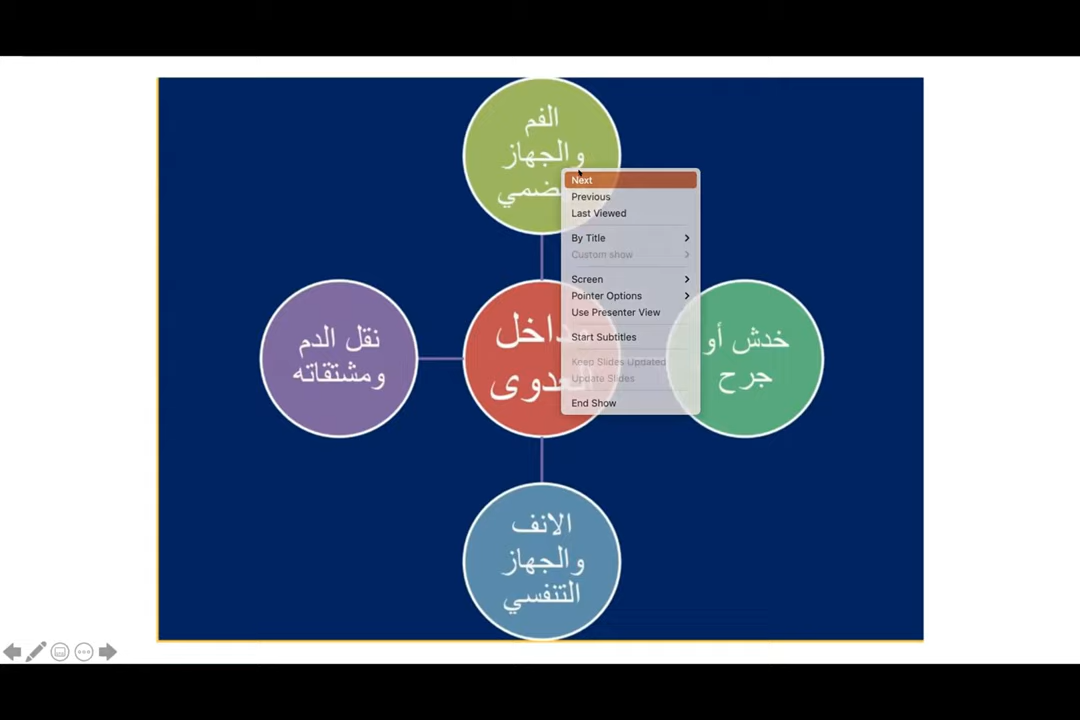 الفم
والجهاز
Next
Previous
Last Viewed
By Title
Custom show
Screen
Pointer Options
Use Presenter View
Start Subtitles
Keep Slides Updated
Update Slides
End Show
خدش أو
جرح
نقل الدم
ومشتقاته
الانف
والجهاز
التنفسي